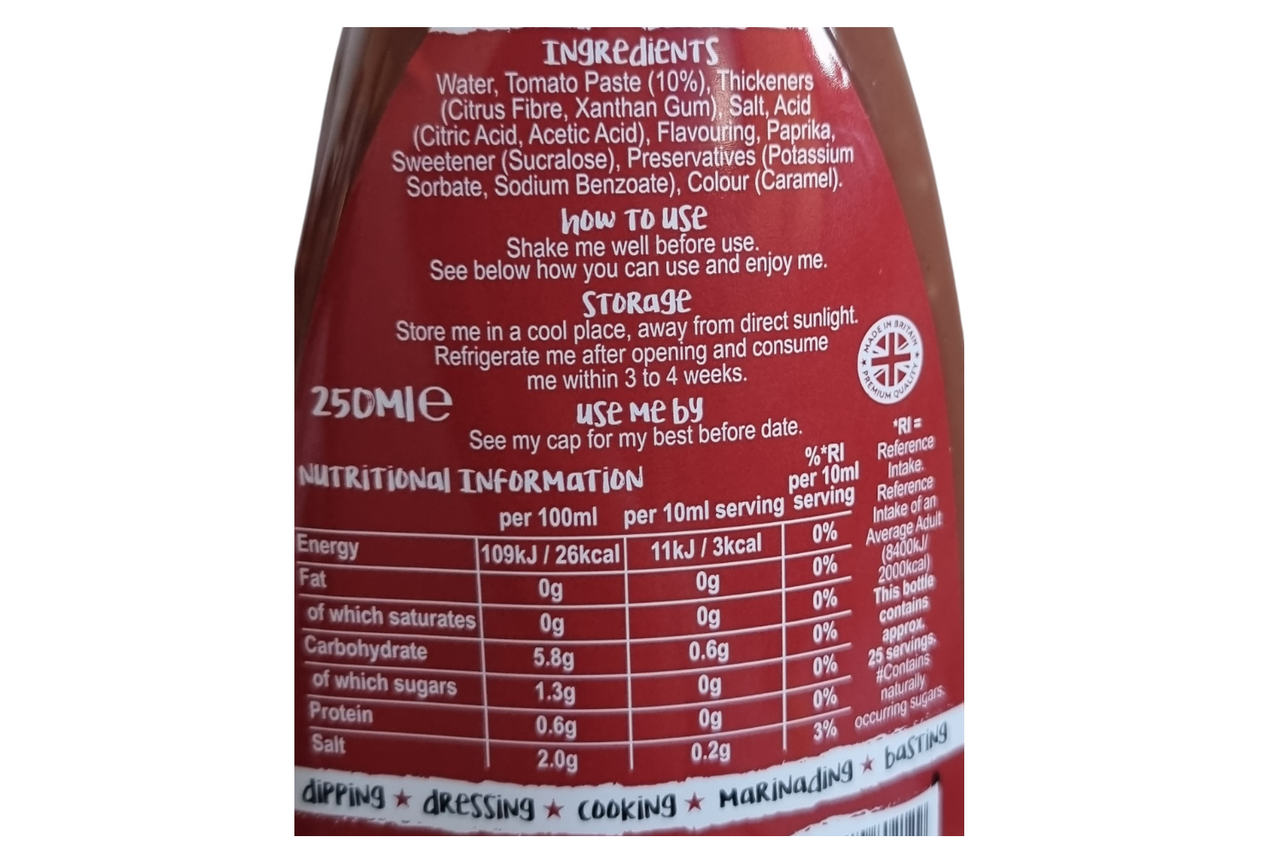 INgRedieNTS
Water, Tomato Paste (10%), Thickeners
(Citrus Fibre, Xanthan Gum), Salt, Acid
(Citric Acid, Acetic Acid), Flavouring, Paprika,
Sweetener (Sucralose), Preservatives (Potassium
Sorbate, Sodium Benzoate), Colour (Caramel).
how TO USe
Shake me well before use.
See below how you can use and enjoy me.
STORage
Store me in a cool place, away from direct sunlight.
Refrigerate me after opening and consume
me within 3 to 4 weeks.
250Ml℮
USe Me by
See my cap for my best before date.
MADE IN BRITAIN
PREMIUM QUALITY
NUTRiTiONal INFORMaTiON
per 100ml per 10ml serving %*RI per 10ml serving
Energy 109kJ / 26kcal 11kJ / 3kcal 0%
Fat 0g 0g 0%
of which saturates 0g 0g 0%
Carbohydrate 5.8g 0.6g 0%
of which sugars 1.3g 0g 0%
Protein 0.6g 0g 0%
Salt 2.0g 0.2g 3%
*RI =
Reference
Intake.
Reference
Intake of an
Average Adult
(8400kJ/
2000kcal)
This bottle
contains
approx.
25 servings.
#Contains
naturally
occurring sugars.
diPPiNg ★ dReSSiNg ★ COOKiNg ★ MaRiNadiNg ★ baSTiNg